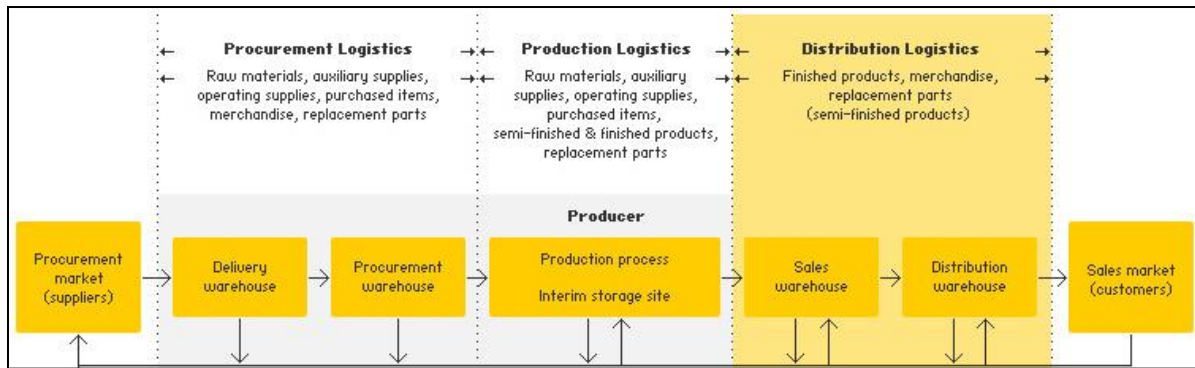 Procurement Logistics
Raw materials, auxiliary supplies,
operating supplies, purchased items,
merchandise, replacement parts
Production Logistics
Raw materials, auxiliary
supplies, operating supplies,
purchased items,
semi-finished & finished products,
replacement parts
Distribution Logistics
Finished products, merchandise,
replacement parts
(semi-finished products)
Producer
Procurement
market
(suppliers)
Delivery
warehouse
Procurement
warehouse
Production process
Interim storage site
Sales
warehouse
Distribution
warehouse
Sales market
(customers)